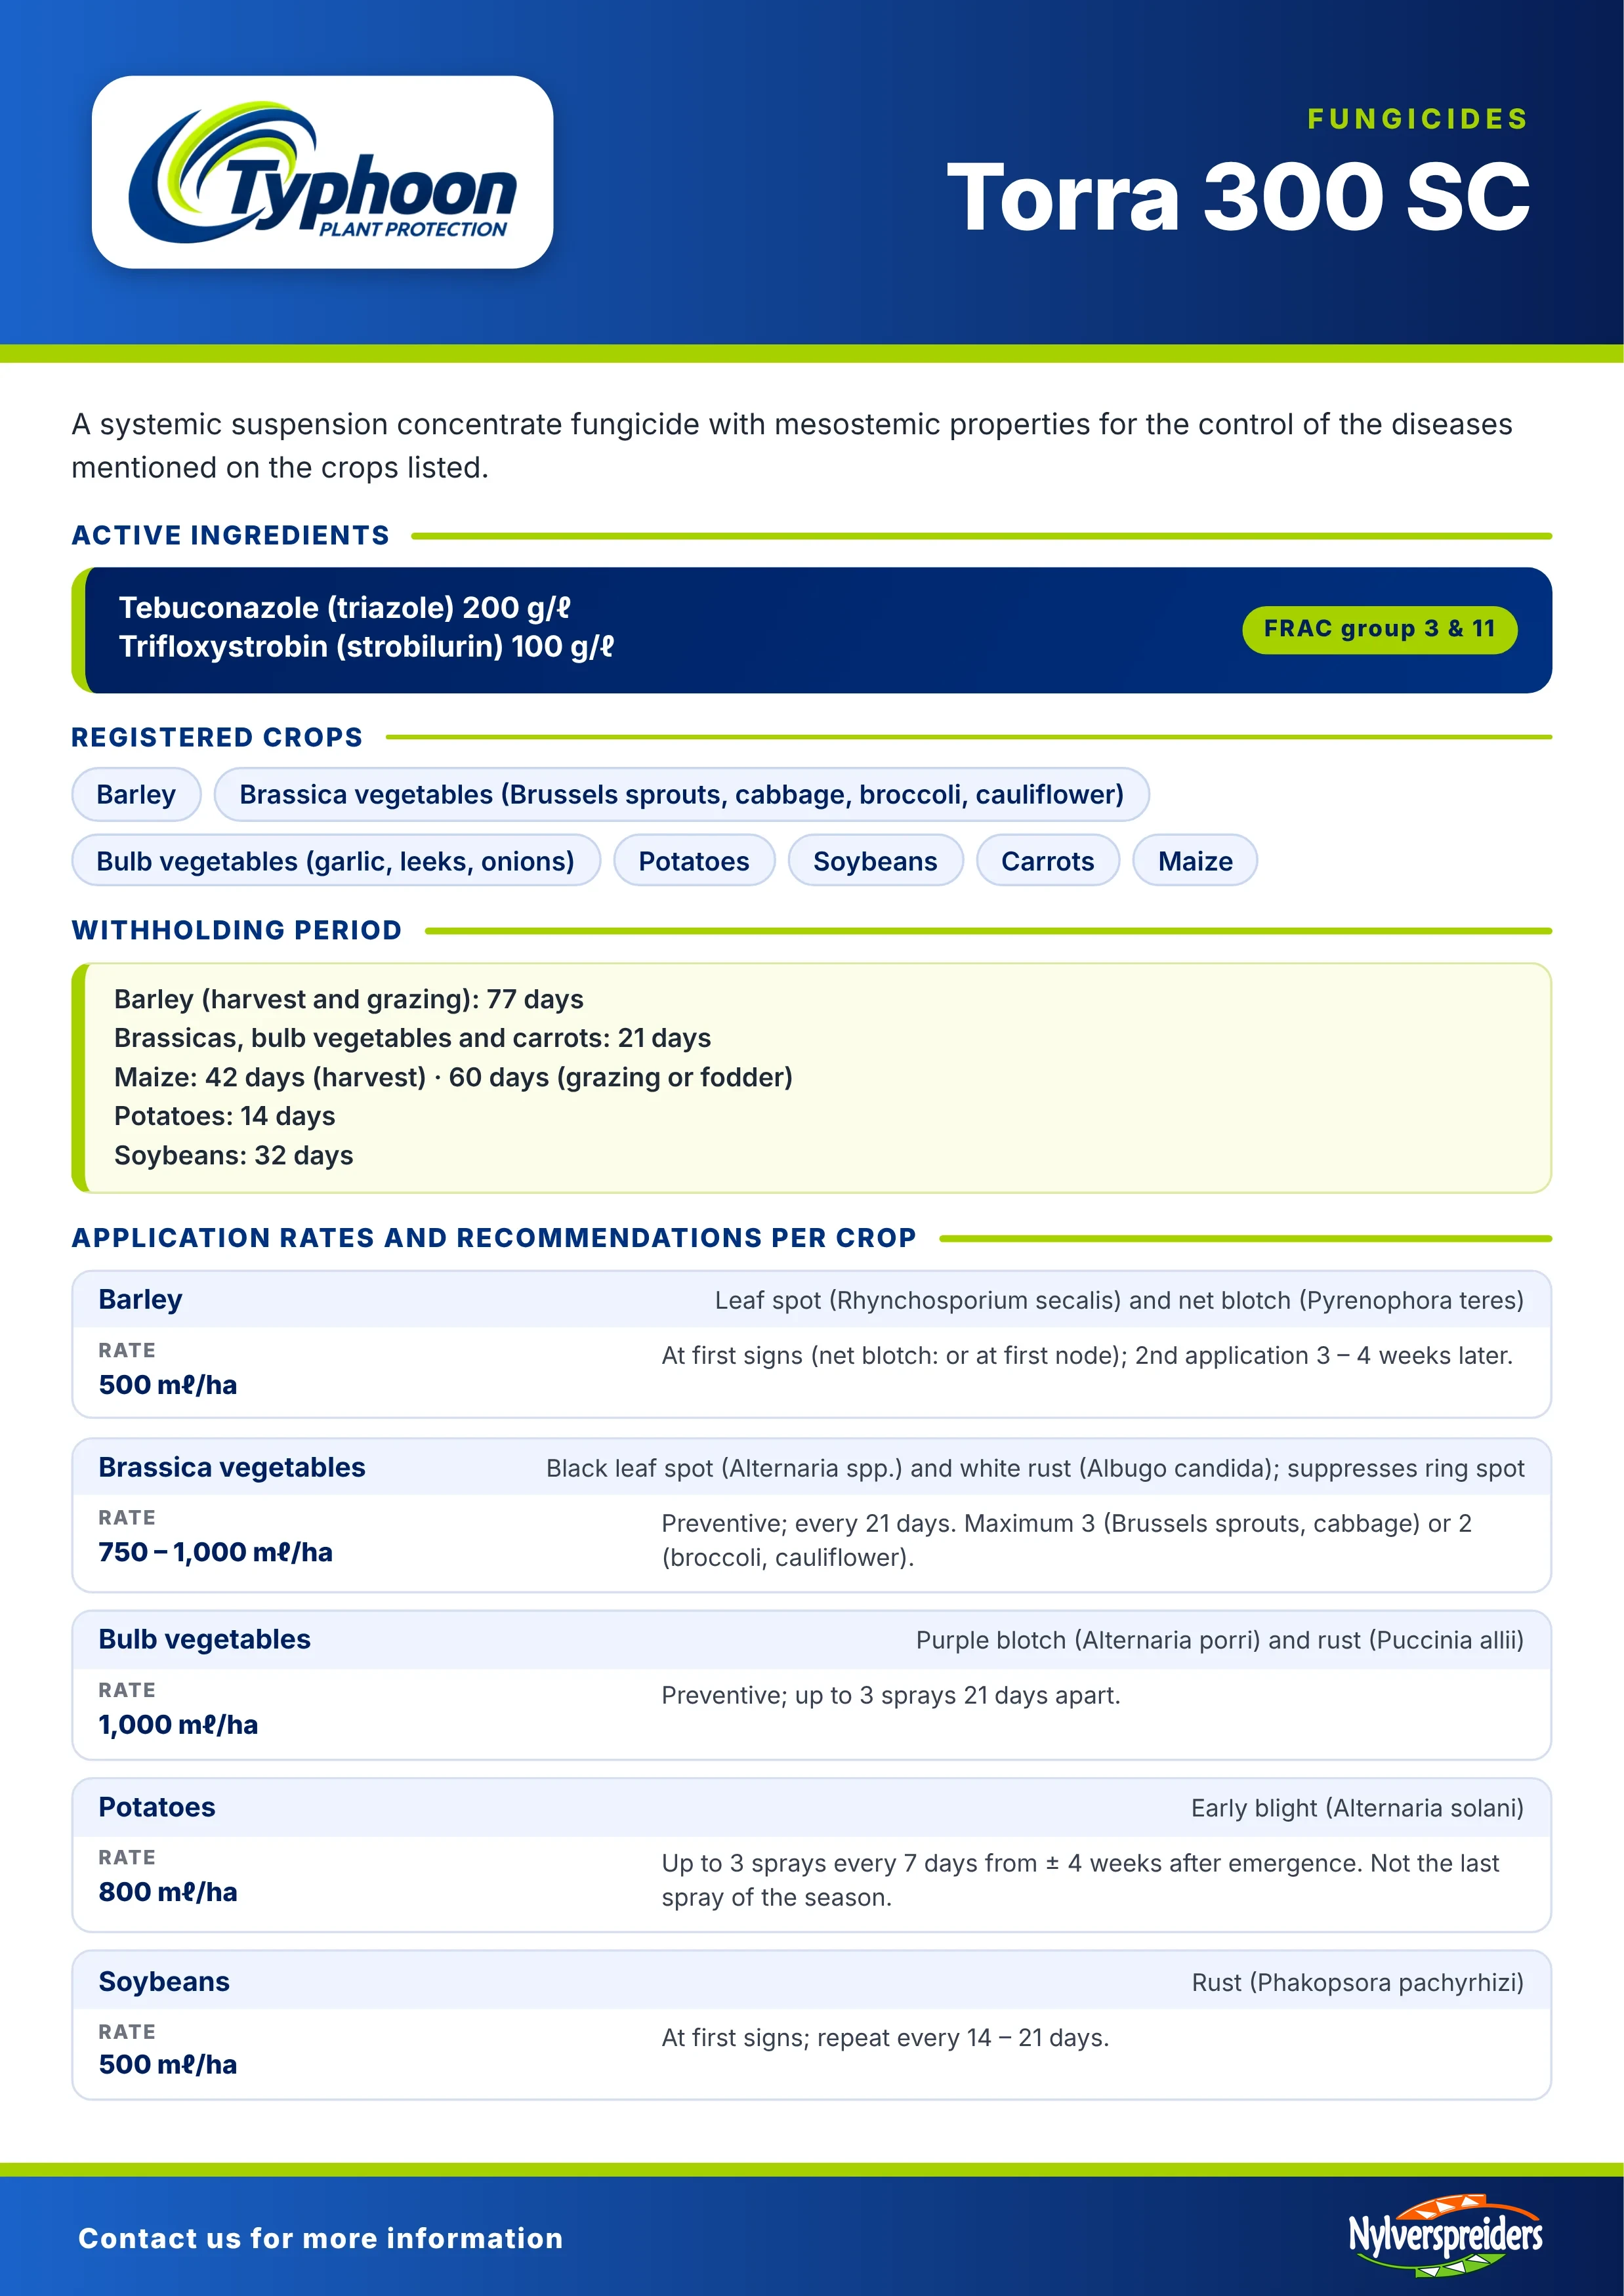 Typhoon
PLANT PROTECTION
FUNGICIDES
Torra 300 SC
A systemic suspension concentrate fungicide with mesostemic properties for the control of the diseases
mentioned on the crops listed.
ACTIVE INGREDIENTS
Tebuconazole (triazole) 200 g/ℓ
Trifloxystrobin (strobilurin) 100 g/ℓ
FRAC group 3 & 11
REGISTERED CROPS
Barley
Brassica vegetables (Brussels sprouts, cabbage, broccoli, cauliflower)
Bulb vegetables (garlic, leeks, onions)
Potatoes
Soybeans
Carrots
Maize
WITHHOLDING PERIOD
Barley (harvest and grazing): 77 days
Brassicas, bulb vegetables and carrots: 21 days
Maize: 42 days (harvest) · 60 days (grazing or fodder)
Potatoes: 14 days
Soybeans: 32 days
APPLICATION RATES AND RECOMMENDATIONS PER CROP
Barley
Leaf spot (Rhynchosporium secalis) and net blotch (Pyrenophora teres)
RATE
500 mℓ/ha
At first signs (net blotch: or at first node); 2nd application 3 – 4 weeks later.
Brassica vegetables
Black leaf spot (Alternaria spp.) and white rust (Albugo candida); suppresses ring spot
RATE
750 – 1,000 mℓ/ha
Preventive; every 21 days. Maximum 3 (Brussels sprouts, cabbage) or 2
(broccoli, cauliflower).
Bulb vegetables
Purple blotch (Alternaria porri) and rust (Puccinia allii)
RATE
1,000 mℓ/ha
Preventive; up to 3 sprays 21 days apart.
Potatoes
Early blight (Alternaria solani)
RATE
800 mℓ/ha
Up to 3 sprays every 7 days from ± 4 weeks after emergence. Not the last
spray of the season.
Soybeans
Rust (Phakopsora pachyrhizi)
RATE
500 mℓ/ha
At first signs; repeat every 14 – 21 days.
Contact us for more information
Nylverspreiders